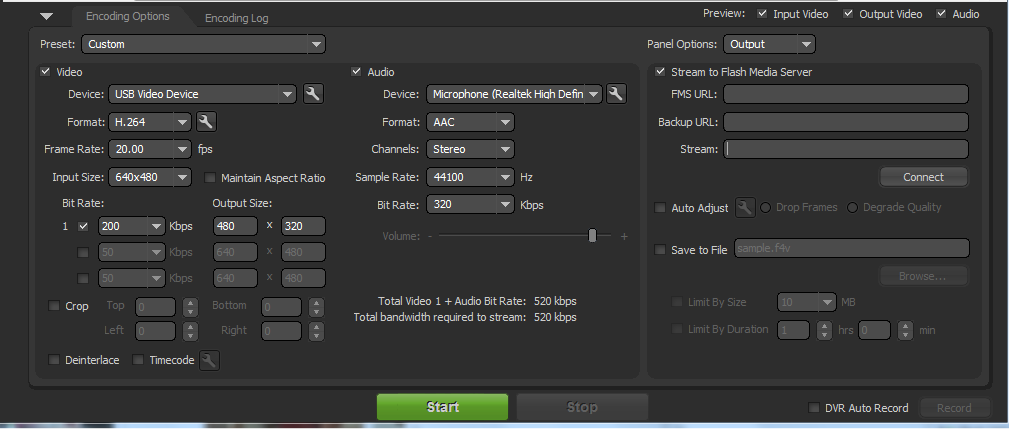 Encoding Options Encoding Log Preview: Input Video Output Video Audio
Preset: Custom Panel Options: Output
Video Audio Stream to Flash Media Server
Device: USB Video Device Device: Microphone (Realtek High Defin FMS URL:
Format: H.264 Format: AAC Backup URL:
Frame Rate: 20.00 fps Channels: Stereo Stream:
Input Size: 640x480 Maintain Aspect Ratio Sample Rate: 44100 Hz Connect
Bit Rate: Output Size: Bit Rate: 320 Kbps Auto Adjust Drop Frames Degrade Quality
1 200 Kbps 480 x 320
50 Kbps 640 x 480 Volume: - + Save to File sample.f4v
50 Kbps 640 x 480 Browse...
Crop Top 0 Bottom 0 Total Video 1 + Audio Bit Rate: 520 kbps Limit By Size 10 MB
Left 0 Right 0 Total bandwidth required to stream: 520 kbps Limit By Duration 1 hrs 0 min
Deinterlace Timecode
Start Stop DVR Auto Record Record